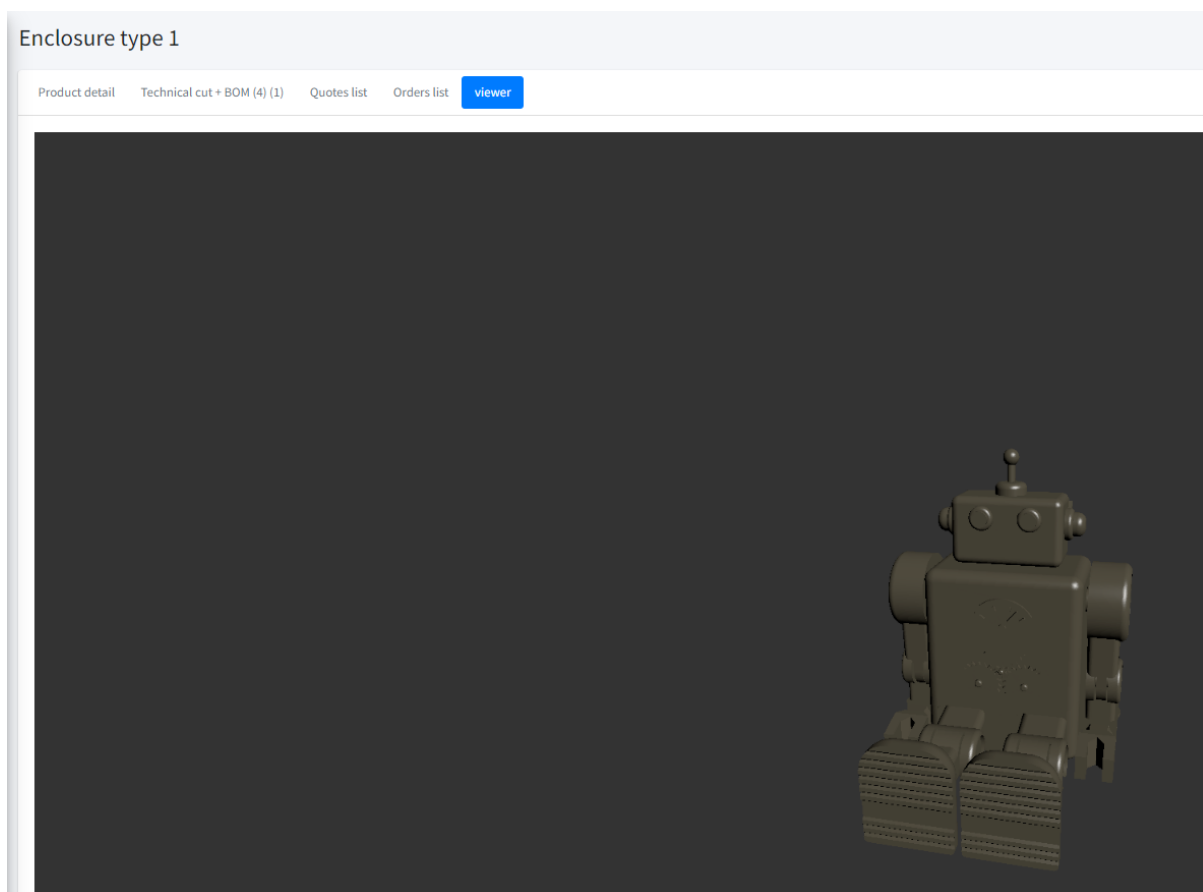 Enclosure type 1
Product detail Technical cut + BOM (4) (1) Quotes list Orders list viewer